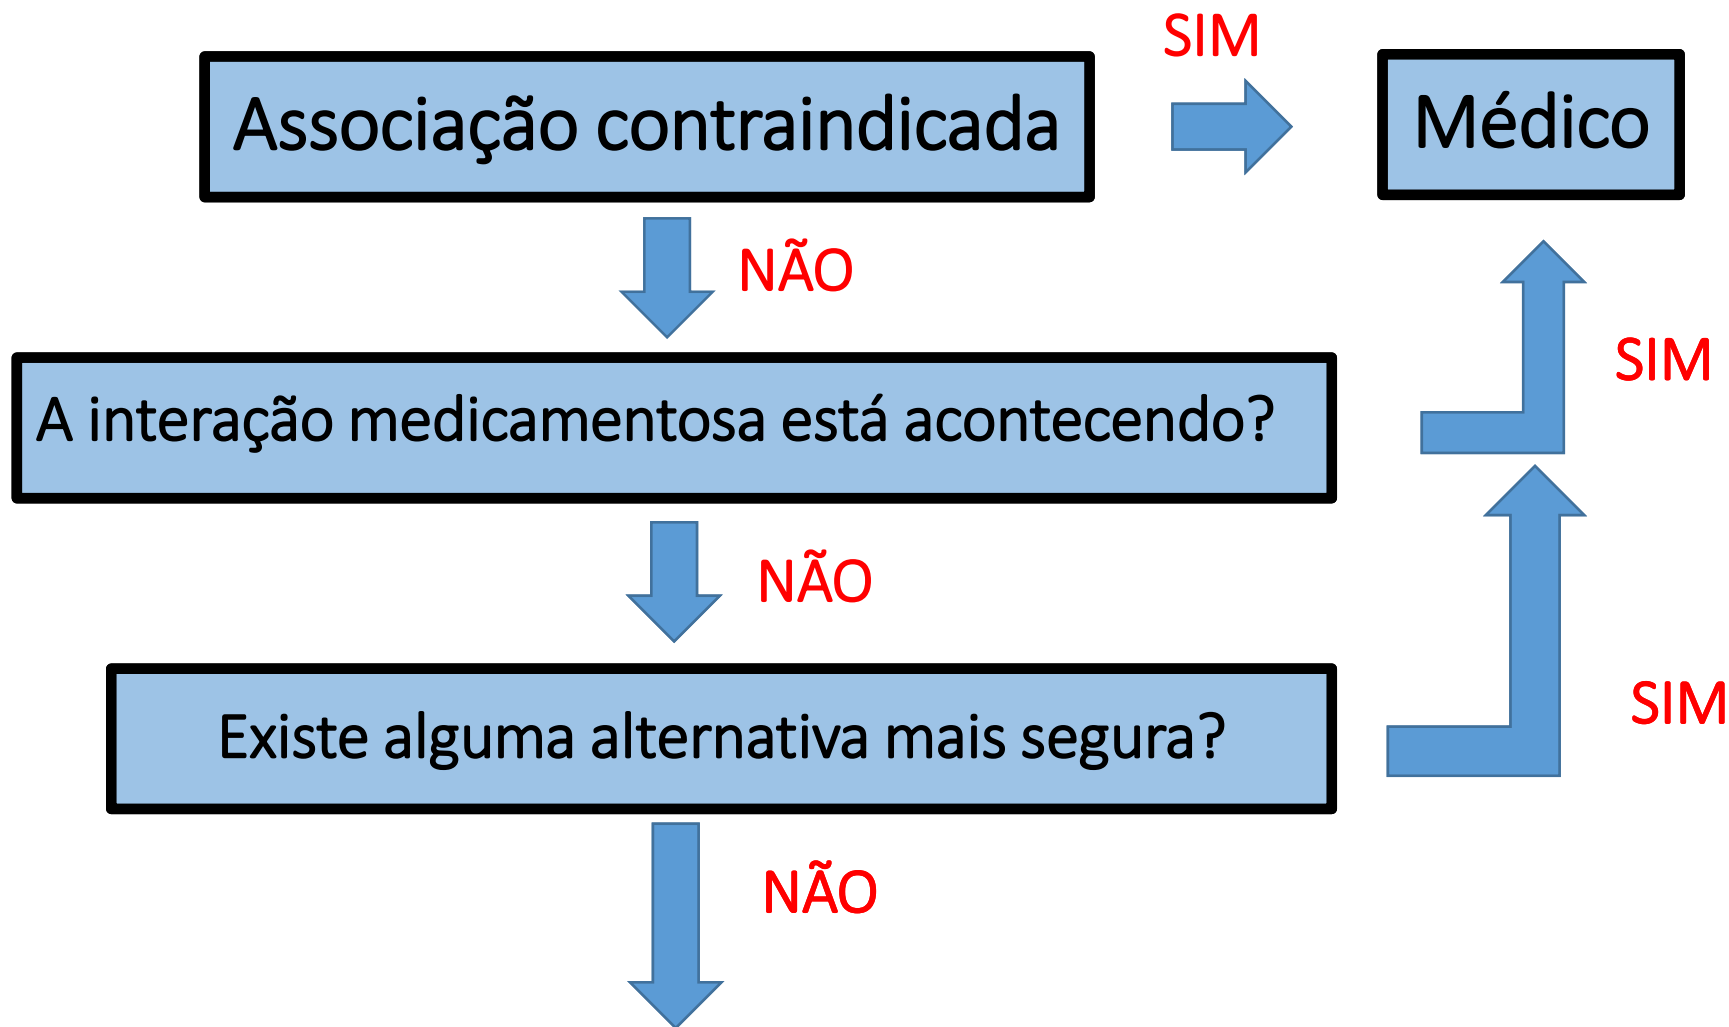 SIM
Associação contraindicada
Médico
NÃO
SIM
A interação medicamentosa está acontecendo?
NÃO
SIM
Existe alguma alternativa mais segura?
NÃO